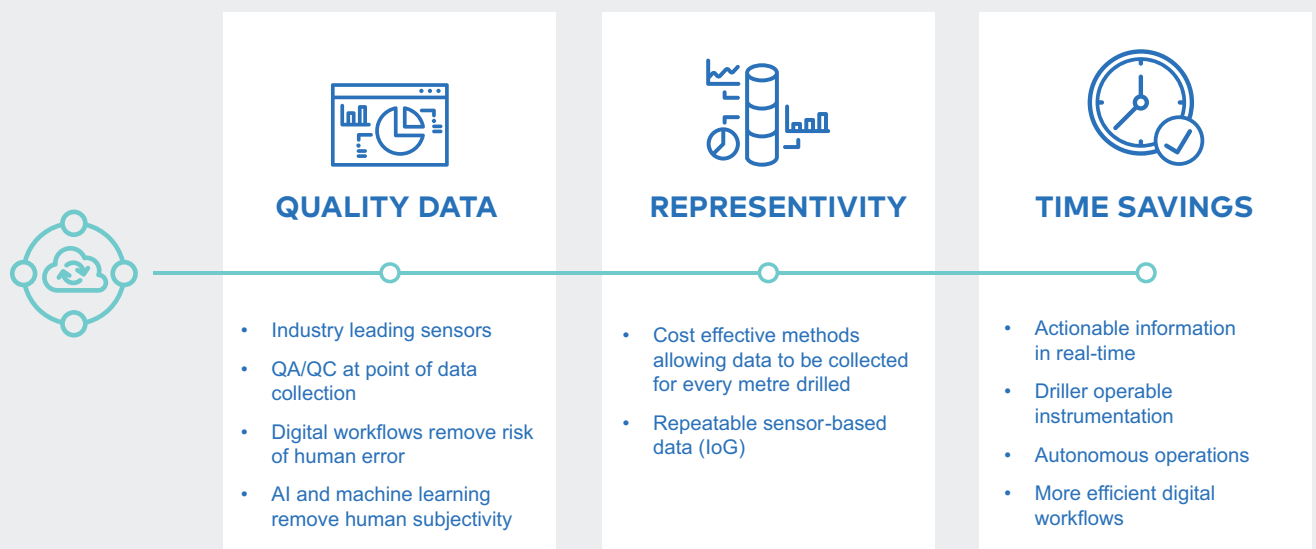 QUALITY DATA
• Industry leading sensors
• QA/QC at point of data
collection
• Digital workflows remove risk
of human error
• AI and machine learning
remove human subjectivity
REPRESENTIVITY
• Cost effective methods
allowing data to be collected
for every metre drilled
• Repeatable sensor-based
data (IoG)
TIME SAVINGS
• Actionable information
in real-time
• Driller operable
instrumentation
• Autonomous operations
• More efficient digital
workflows